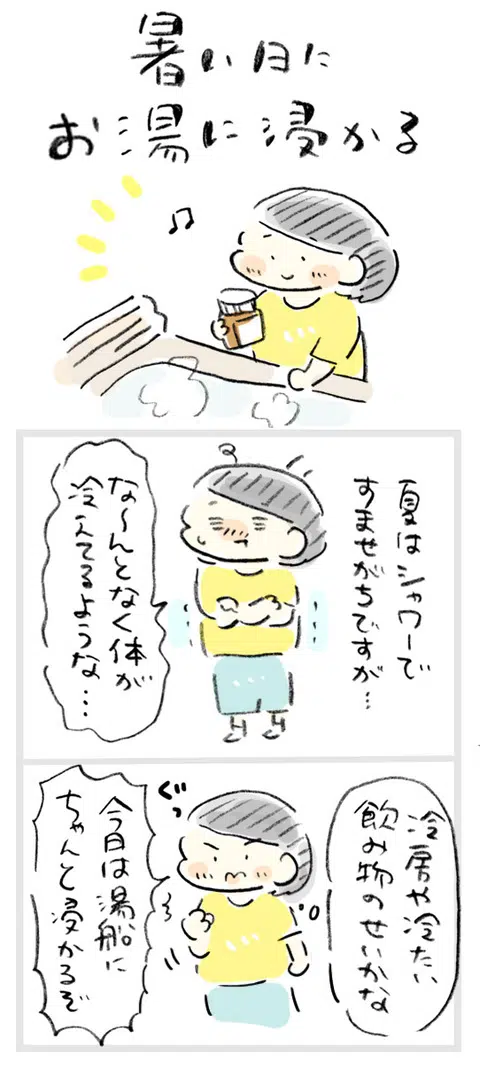 暑い日に
お湯に浸かる
夏はシャワーで
すませがちですが…
な〜んとなく体が
冷えてるような…
冷房や冷たい
飲み物のせいかな
ぐっ
今日は湯船に
ちゃんと浸かるぞ